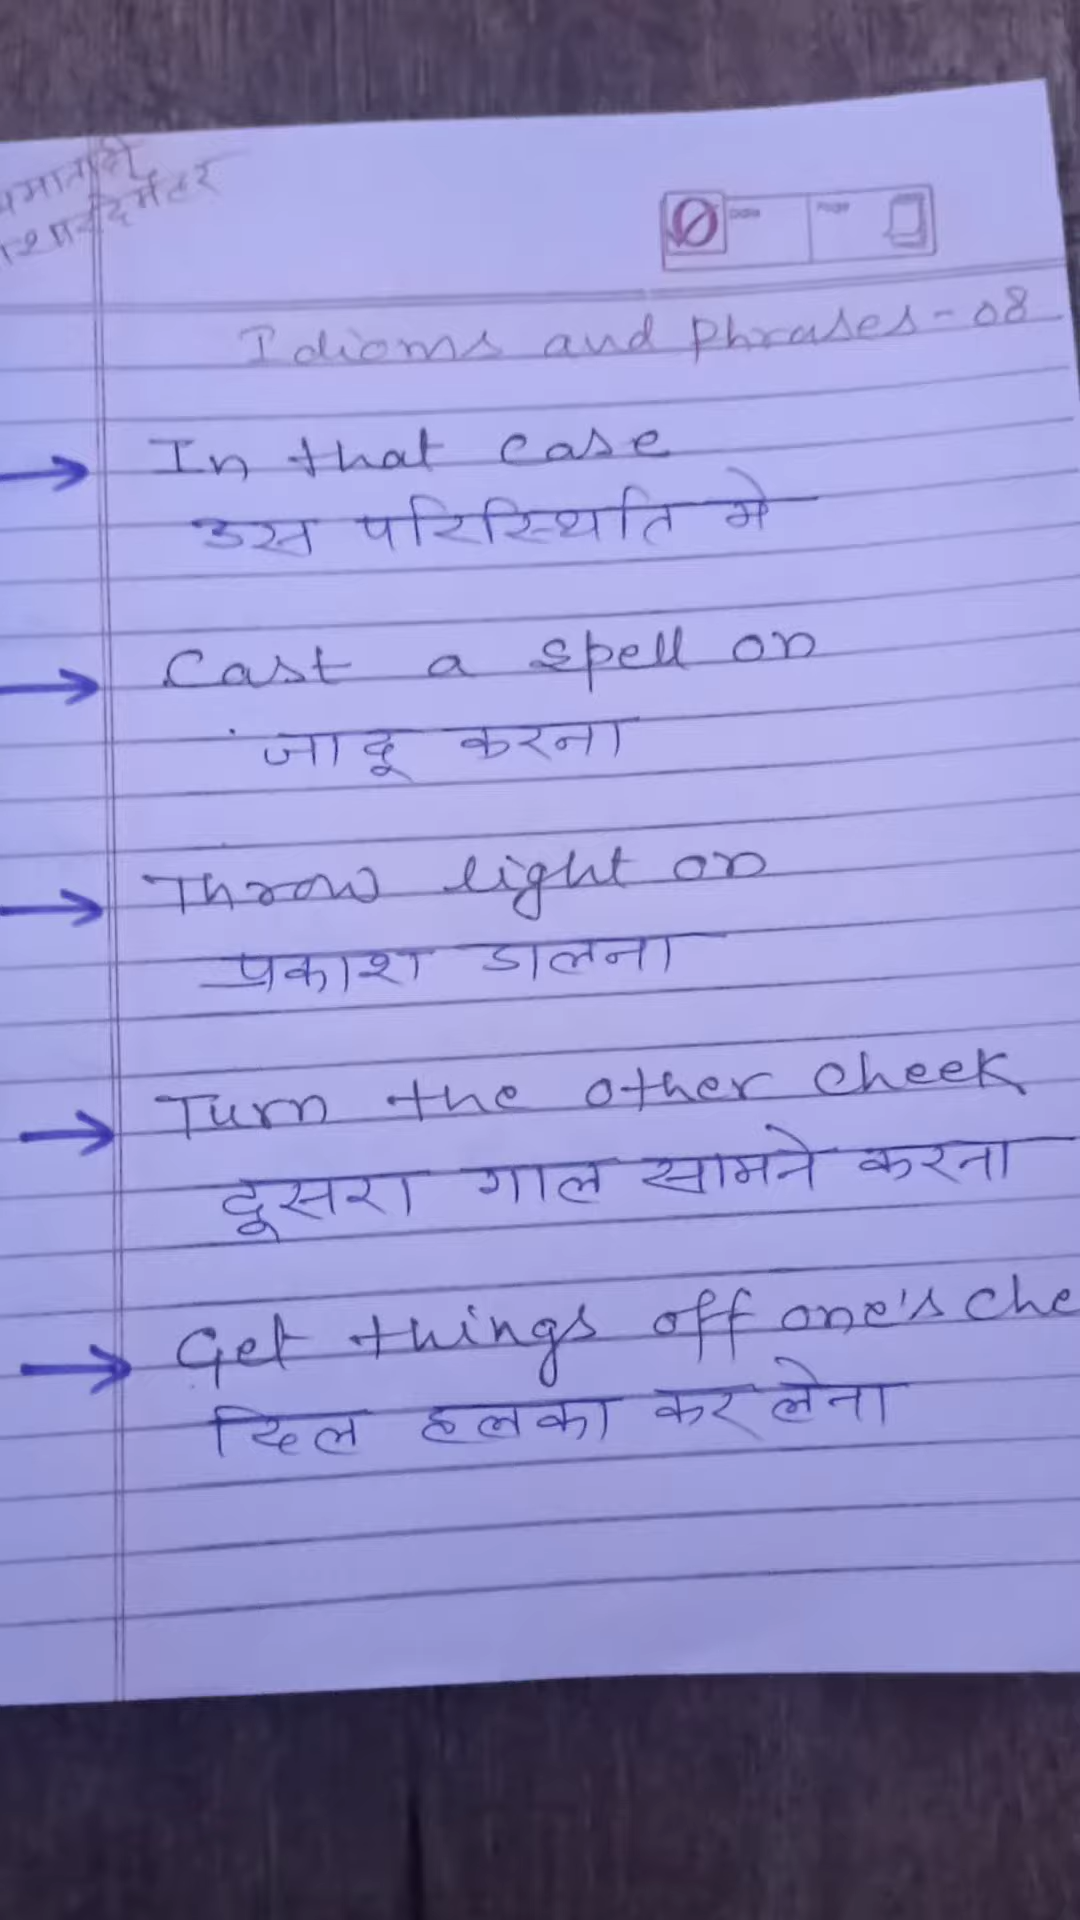 Idioms and Phrases-08
In that case
उस परिस्थिति मे
Cast a spell on
जादू करना
Throw light on
प्रकाश डालना
Turn the other cheek
दूसरा गाल सामने करना
Get things off one's che
दिल हलका कर लेना